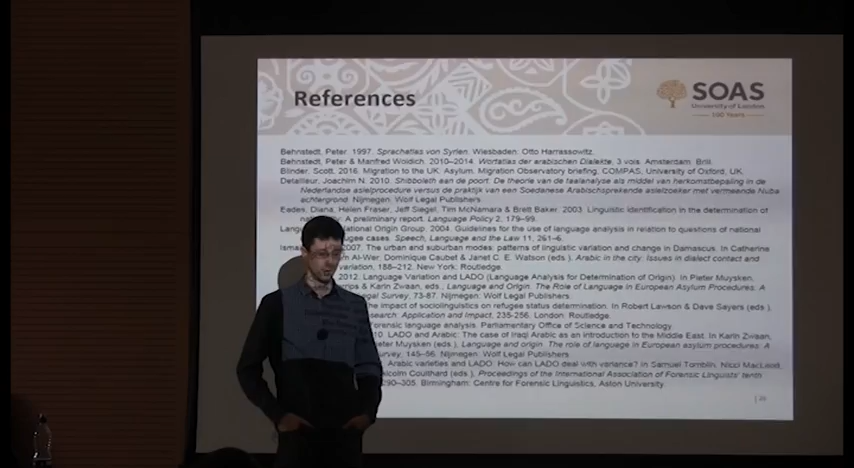 References
SOAS
University of London
100 Years
Behnstedt, Peter. 1997. Sprachatlas von Syrien. Wiesbaden: Otto Harrassowitz.
Behnstedt, Peter & Manfred Woidich. 2010–2014. Wortatlas der arabischen Dialekte, 3 vols. Amsterdam: Brill.
Blinder, Scott. 2016. Migration to the UK: Asylum. Migration Observatory briefing, COMPAS, University of Oxford, UK.
Joachim N. 2010. Shibboleth aan de poort. De theorie van de taalanalyse als middel van herkomstbepaling in de
Nederlandse asielprocedure versus de praktijk van een Soedanese Arabischsprekende asielzoeker met vermeende Nuba
achtergrond. Nijmegen: Wolf Legal Publishers.
Eades, Diana, Helen Fraser, Jeff Siegel, Tim McNamara & Brett Baker. 2003. Linguistic identification in the determination of
A preliminary report. Language Policy 2, 179–99.
National Origin Group. 2004. Guidelines for the use of language analysis in relation to questions of national
cases. Speech, Language and the Law 11, 261–6.
2007. The urban and suburban modes: patterns of linguistic variation and change in Damascus. In Catherine
Al-Wer, Dominique Caubet & Janet C. E. Watson (eds.), Arabic in the city: Issues in dialect contact and
variation, 188–212. New York: Routledge.
2012. Language Variation and LADO (Language Analysis for Determination of Origin). In Pieter Muysken,
& Karin Zwaan, eds., Language and Origin. The Role of Language in European Asylum Procedures: A
Survey, 73-87. Nijmegen: Wolf Legal Publishers.
The impact of sociolinguistics on refugee status determination. In Robert Lawson & Dave Sayers (eds.),
Application and Impact, 235-256. London: Routledge.
Forensic language analysis. Parliamentary Office of Science and Technology
LADO and Arabic: The case of Iraqi Arabic as an introduction to the Middle East. In Karin Zwaan,
Pieter Muysken (eds.), Language and origin. The role of language in European asylum procedures: A
145–56. Nijmegen: Wolf Legal Publishers
Arabic varieties and LADO: How can LADO deal with variance? In Samuel Tomblin, Nicci MacLeod,
Coulthard (eds.), Proceedings of the International Association of Forensic Linguists' tenth
290–305. Birmingham: Centre for Forensic Linguistics, Aston University.